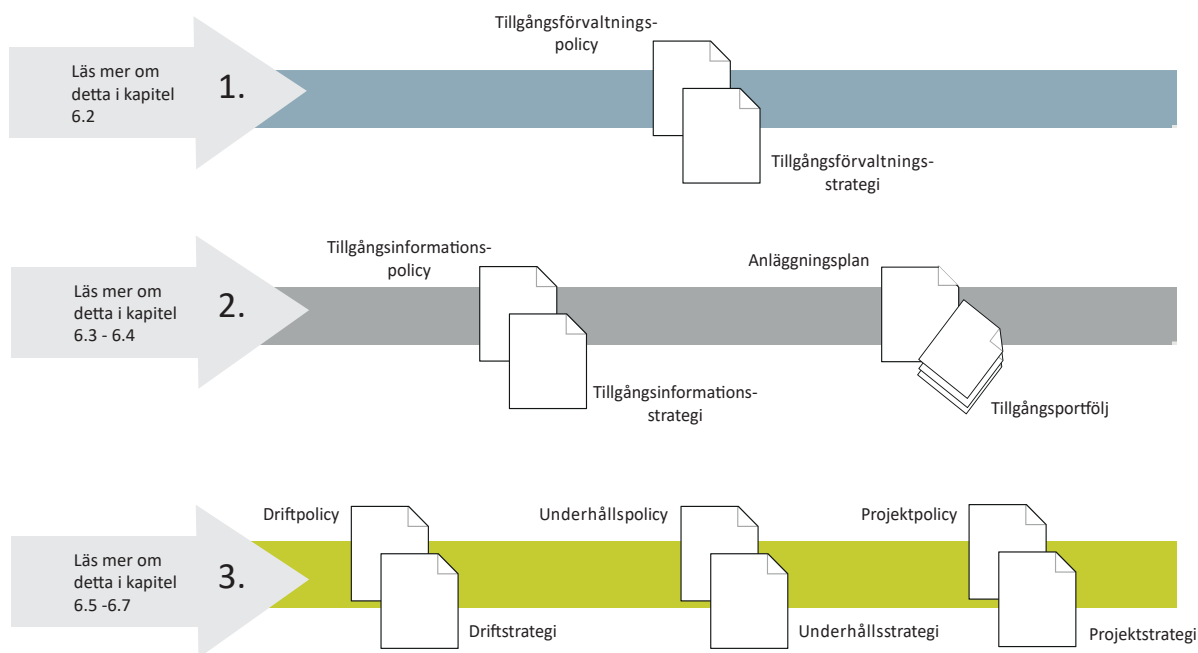 Tillgångsförvaltnings-
policy
Läs mer om
detta i kapitel
6.2
1.
Tillgångsförvaltnings-
strategi
Tillgångsinformations-
policy
Anläggningsplan
Läs mer om
detta i kapitel
6.3 - 6.4
2.
Tillgångsinformations-
strategi
Tillgångsportfölj
Driftpolicy
Underhållspolicy
Projektpolicy
Läs mer om
detta i kapitel
6.5 -6.7
3.
Driftstrategi
Underhållsstrategi
Projektstrategi